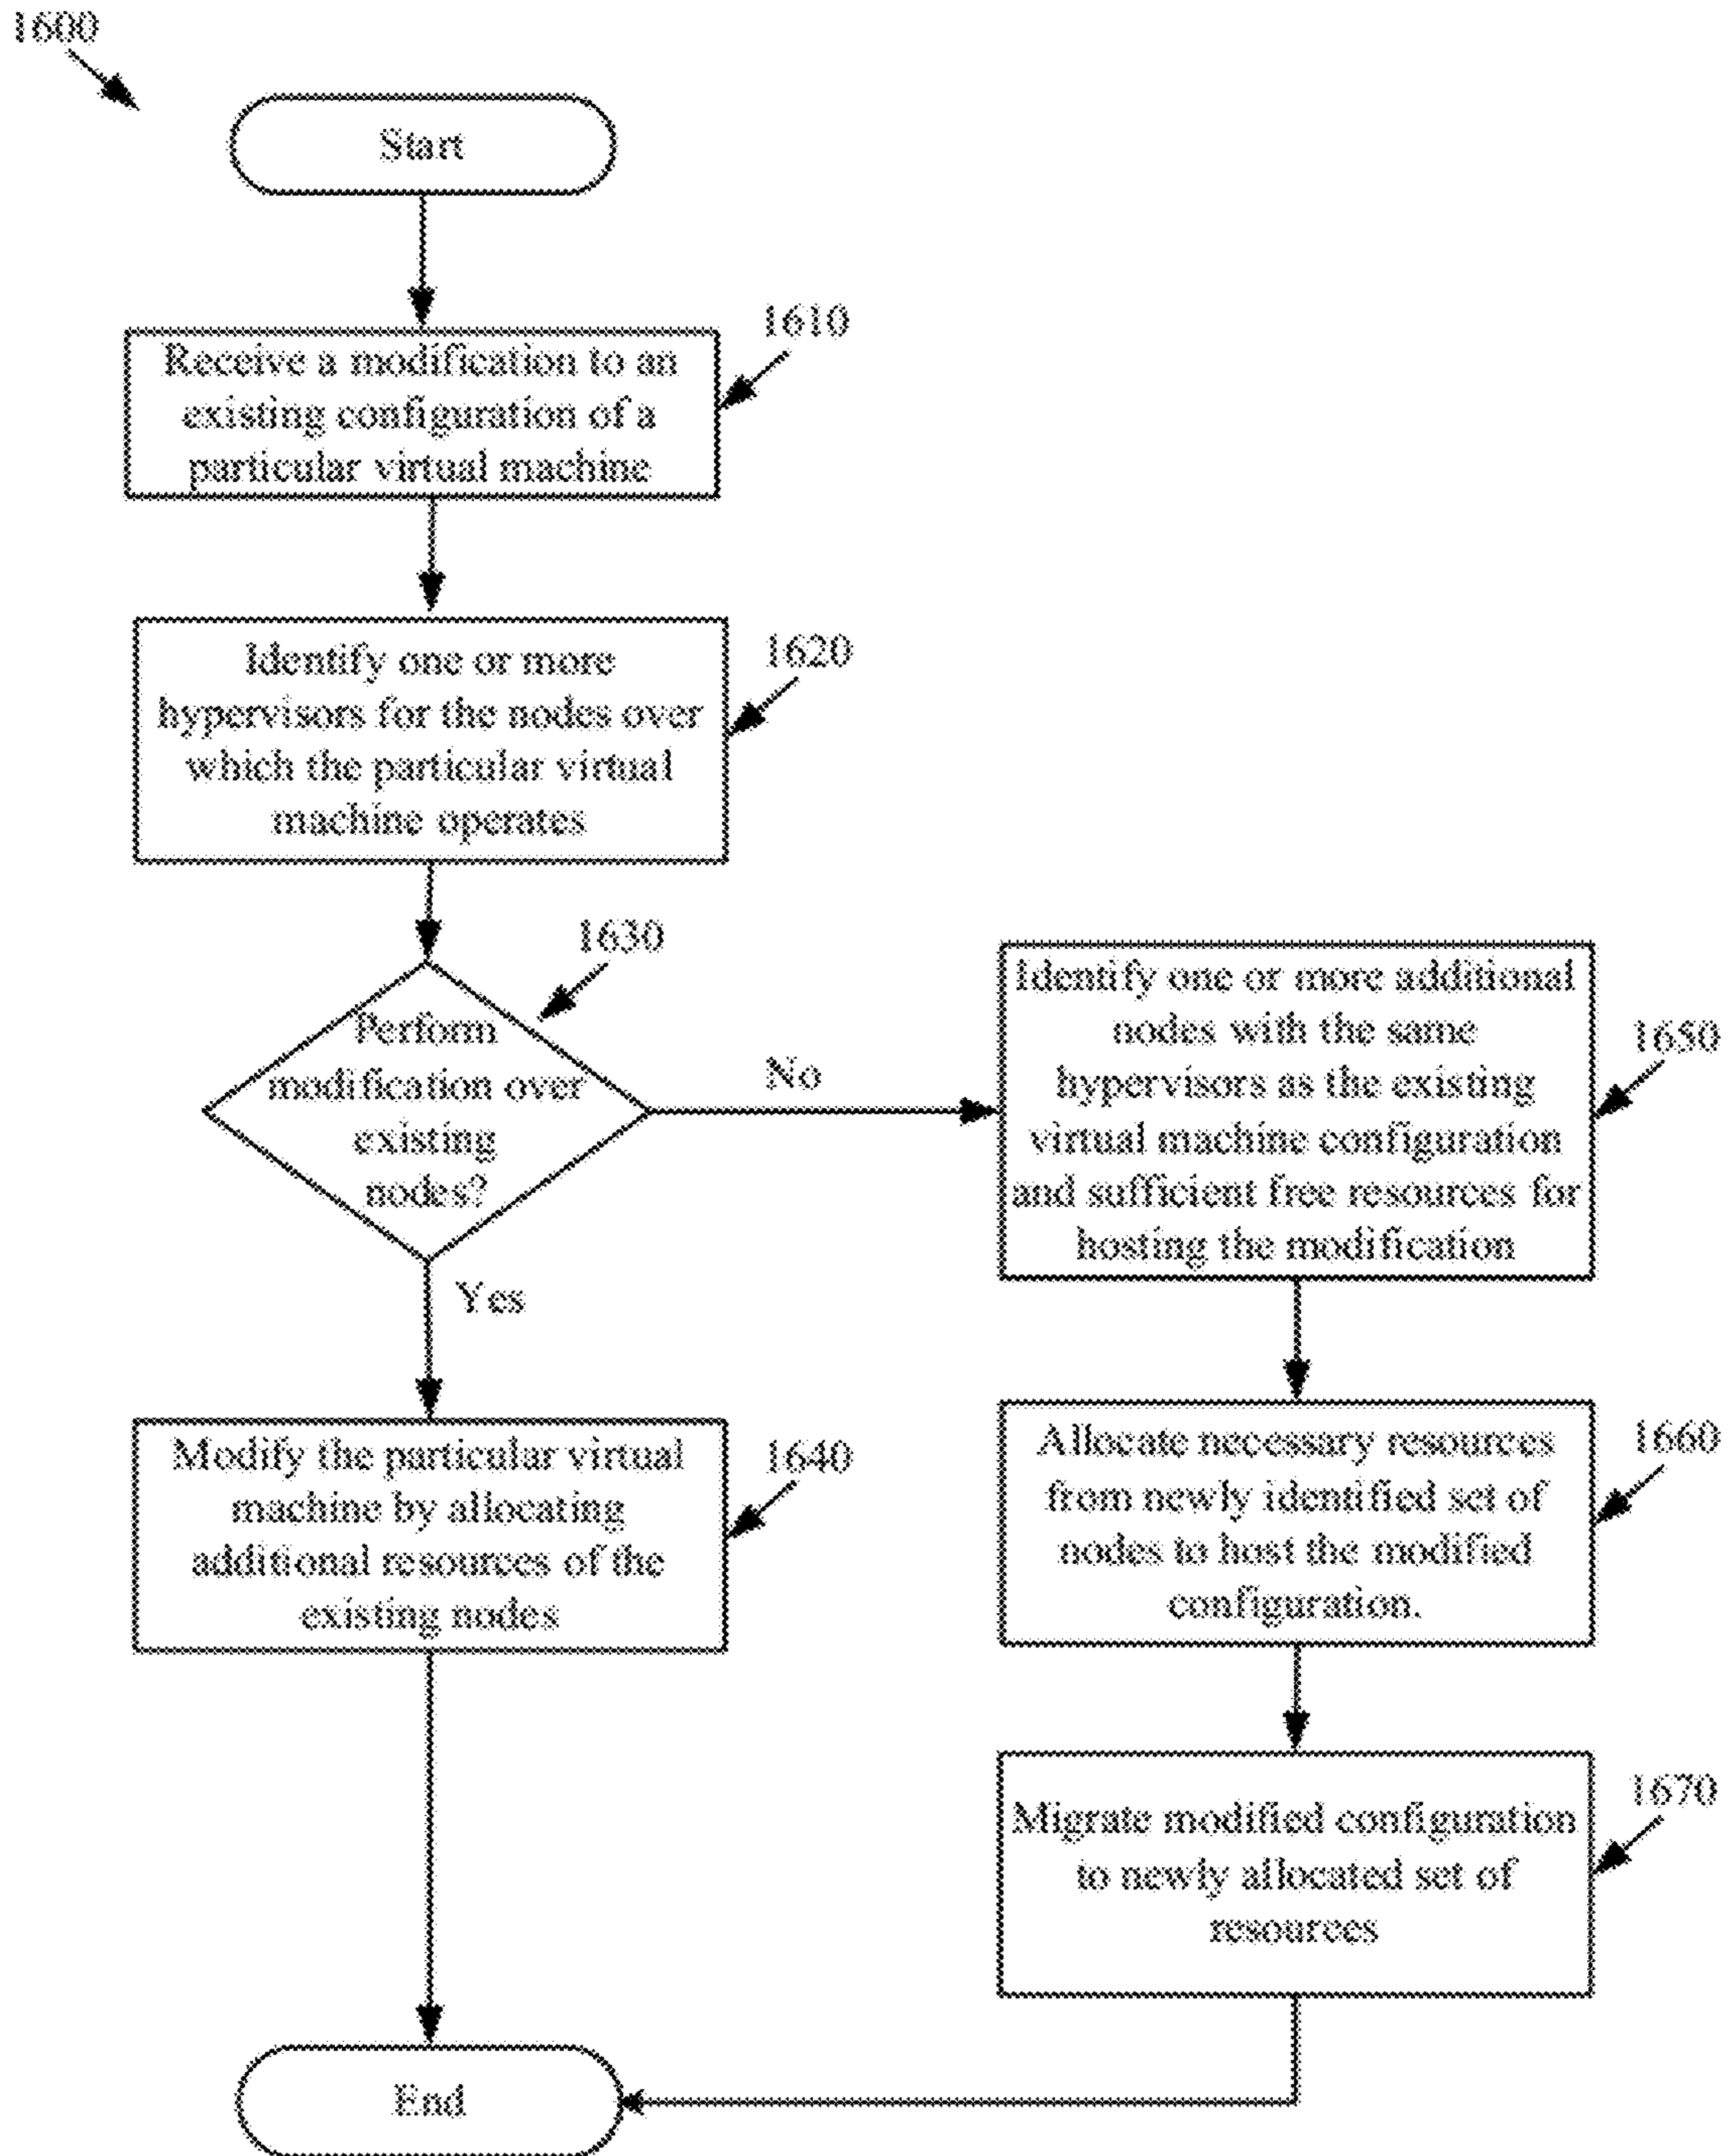 1600
Start
1610
Receive a modification to an
existing configuration of a
particular virtual machine
1620
Identify one or more
hypervisors for the nodes over
which the particular virtual
machine operates
1630
Perform
modification over
existing
nodes?
No
Yes
1640
Modify the particular virtual
machine by allocating
additional resources of the
existing nodes
1650
Identify one or more additional
nodes with the same
hypervisors as the existing
virtual machine configuration
and sufficient free resources for
hosting the modification
1660
Allocate necessary resources
from newly identified set of
nodes to host the modified
configuration.
1670
Migrate modified configuration
to newly allocated set of
resources
End